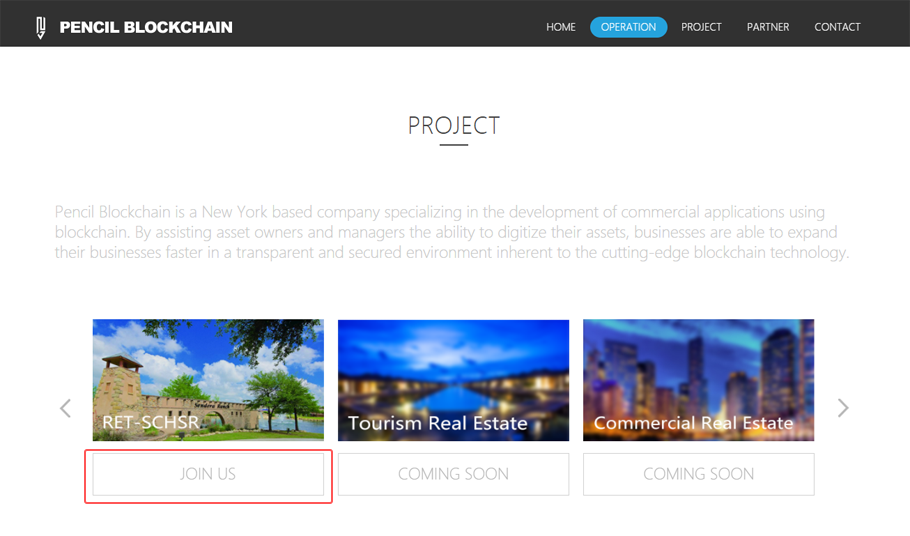 PENCIL BLOCKCHAIN
HOME OPERATION PROJECT PARTNER CONTACT
PROJECT
Pencil Blockchain is a New York based company specializing in the development of commercial applications using
blockchain. By assisting asset owners and managers the ability to digitize their assets, businesses are able to expand
their businesses faster in a transparent and secured environment inherent to the cutting-edge blockchain technology.
RET-SCHSR
Tourism Real Estate
Commercial Real Estate
JOIN US
COMING SOON
COMING SOON